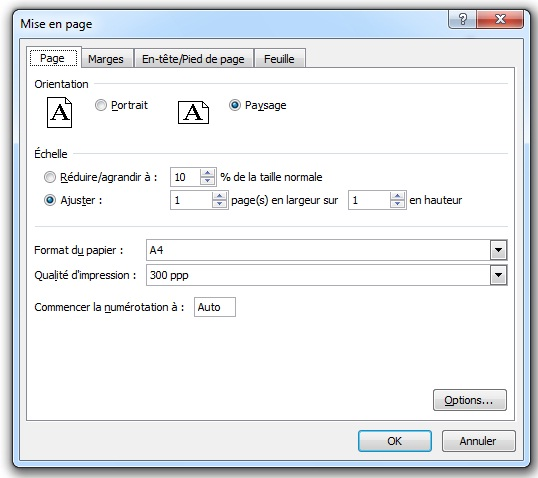 Mise en page
Page Marges En-tête/Pied de page Feuille
Orientation
A Portrait A Paysage
Échelle
Réduire/agrandir à : 10 % de la taille normale
Ajuster : 1 page(s) en largeur sur 1 en hauteur
Format du papier : A4
Qualité d'impression : 300 ppp
Commencer la numérotation à : Auto
Options...
OK Annuler